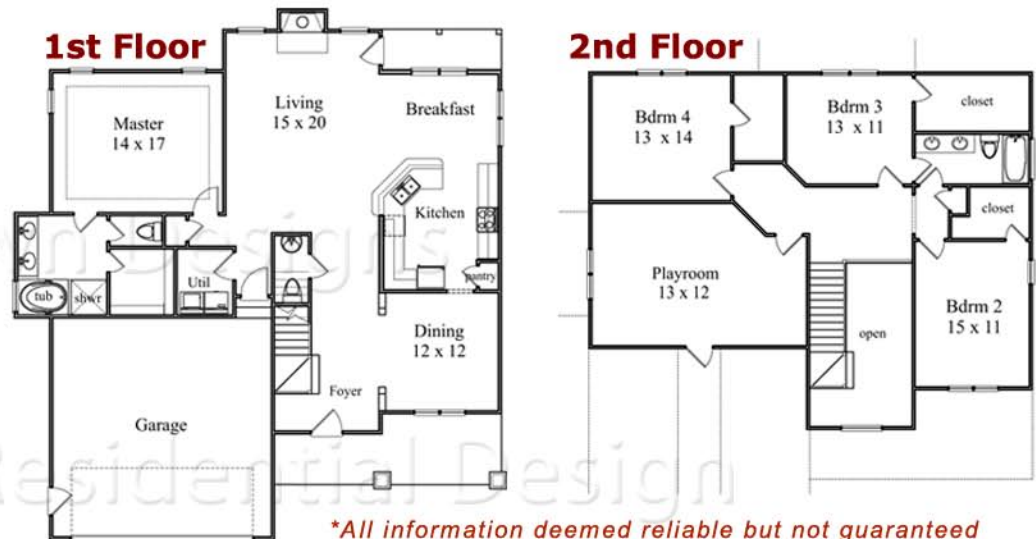 1st Floor
2nd Floor
Living
15 x 20
Breakfast
Master
14 x 17
Kitchen
pantry
Util
tub
shwr
Dining
12 x 12
Foyer
Garage
Bdrm 4
13 x 14
Bdrm 3
13 x 11
closet
closet
Playroom
13 x 12
open
Bdrm 2
15 x 11
Designs
Residential Design
*All information deemed reliable but not guaranteed